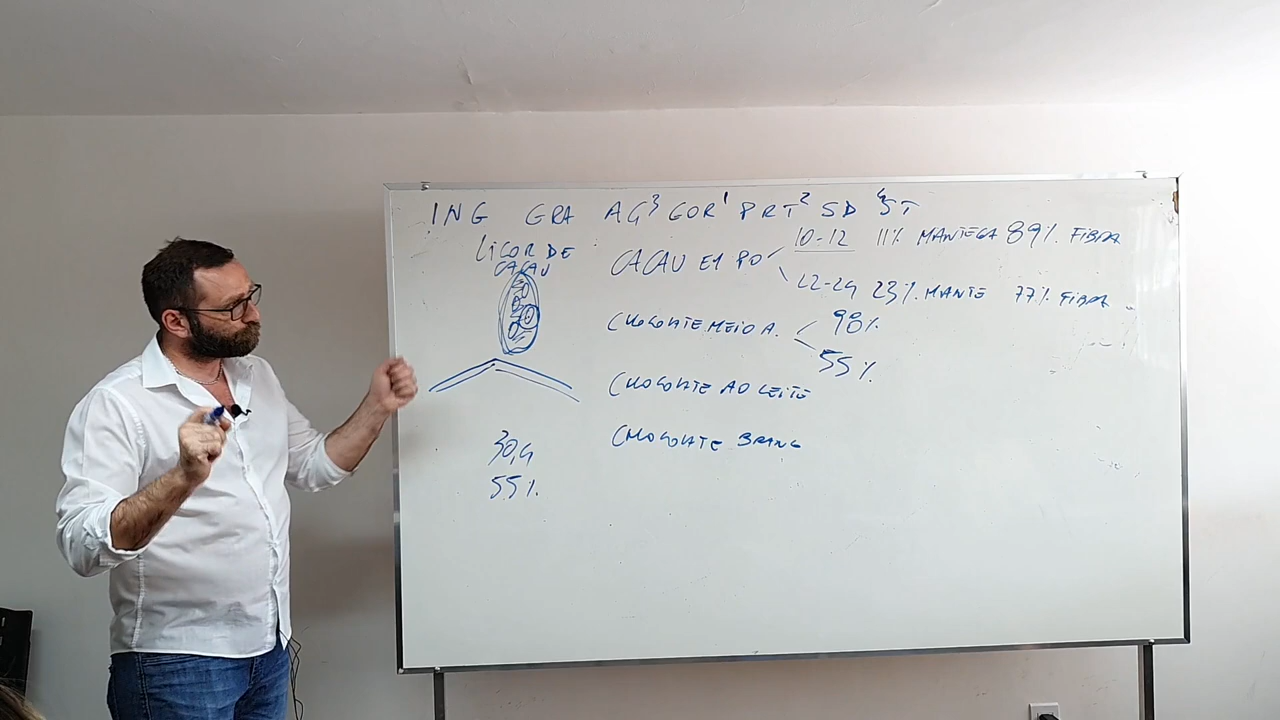 ING GRA AG³ GOR¹ PRT² SD ⁴ST
LICOR DE
CACAU
CACAU EM PO
10-12 11% MANTEGA 89% FIBRA
22-24 23% MANTE 77% FIBRA
CHOCOLATE MEIO A. 98%
55%
CHOCOLATE AO LEITE
CHOCOLATE BRANC
30,4
55%